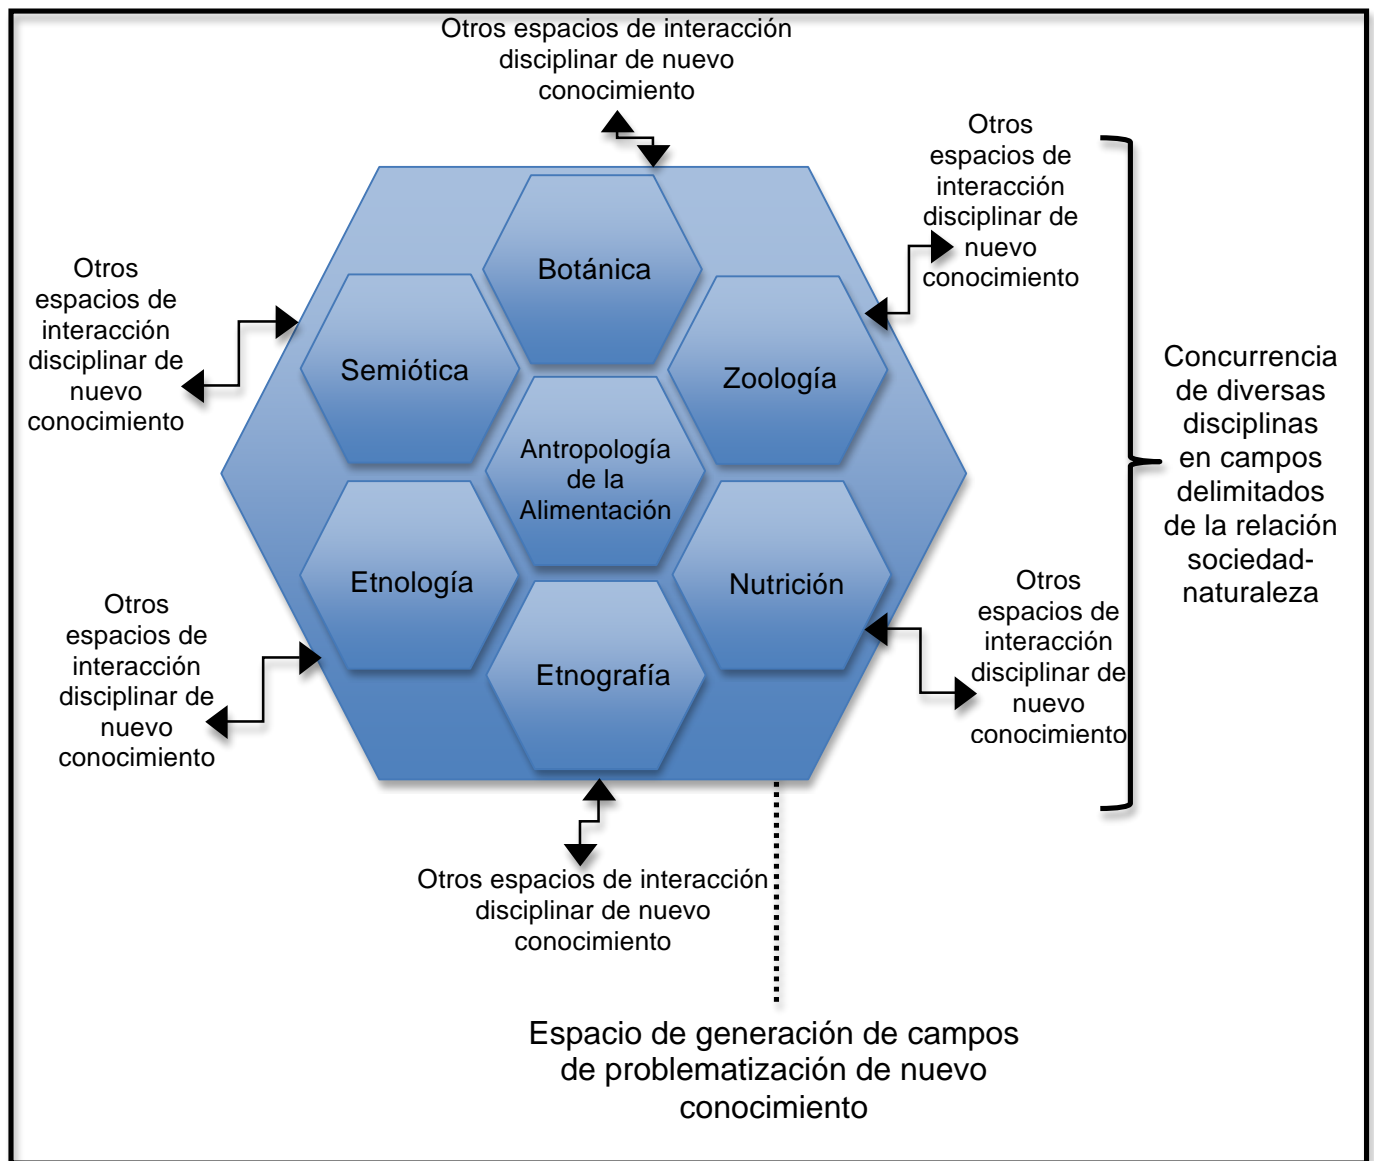 Otros espacios de interacción
disciplinar de nuevo
conocimiento
Otros
espacios de
interacción
disciplinar de
nuevo
conocimiento
Otros
espacios de
interacción
disciplinar de
nuevo
conocimiento
Botánica
Semiótica
Zoología
Antropología
de la
Alimentación
Etnología
Nutrición
Etnografía
Concurrencia
de diversas
disciplinas
en campos
delimitados
de la relación
sociedad-
naturaleza
Otros
espacios de
interacción
disciplinar de
nuevo
conocimiento
Otros
espacios de
interacción
disciplinar de
nuevo
conocimiento
Otros espacios de interacción
disciplinar de nuevo
conocimiento
Espacio de generación de campos
de problematización de nuevo
conocimiento